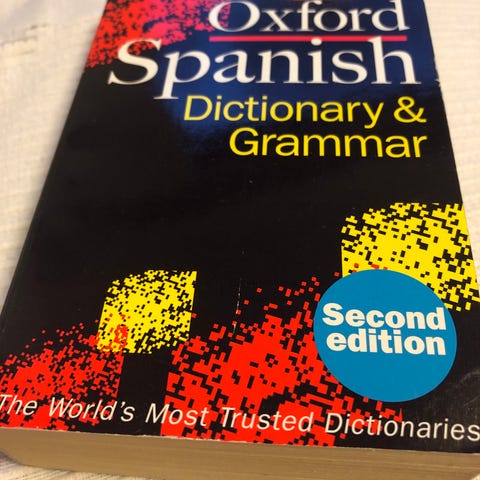 Oxford
Spanish
Dictionary &
Grammar
Second
edition
The World's Most Trusted Dictionaries